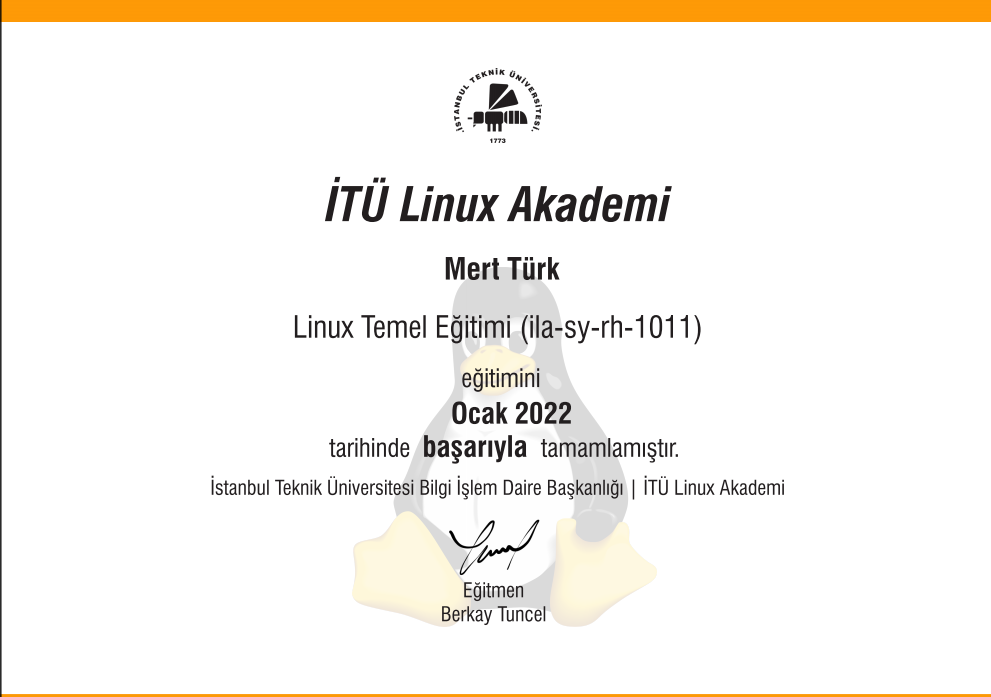 İSTANBUL TEKNİK ÜNİVERSİTESİ
1773
İTÜ Linux Akademi
Mert Türk
Linux Temel Eğitimi (ila-sy-rh-1011)
eğitimini
Ocak 2022
tarihinde başarıyla tamamlamıştır.
İstanbul Teknik Üniversitesi Bilgi İşlem Daire Başkanlığı | İTÜ Linux Akademi
Eğitmen
Berkay Tuncel